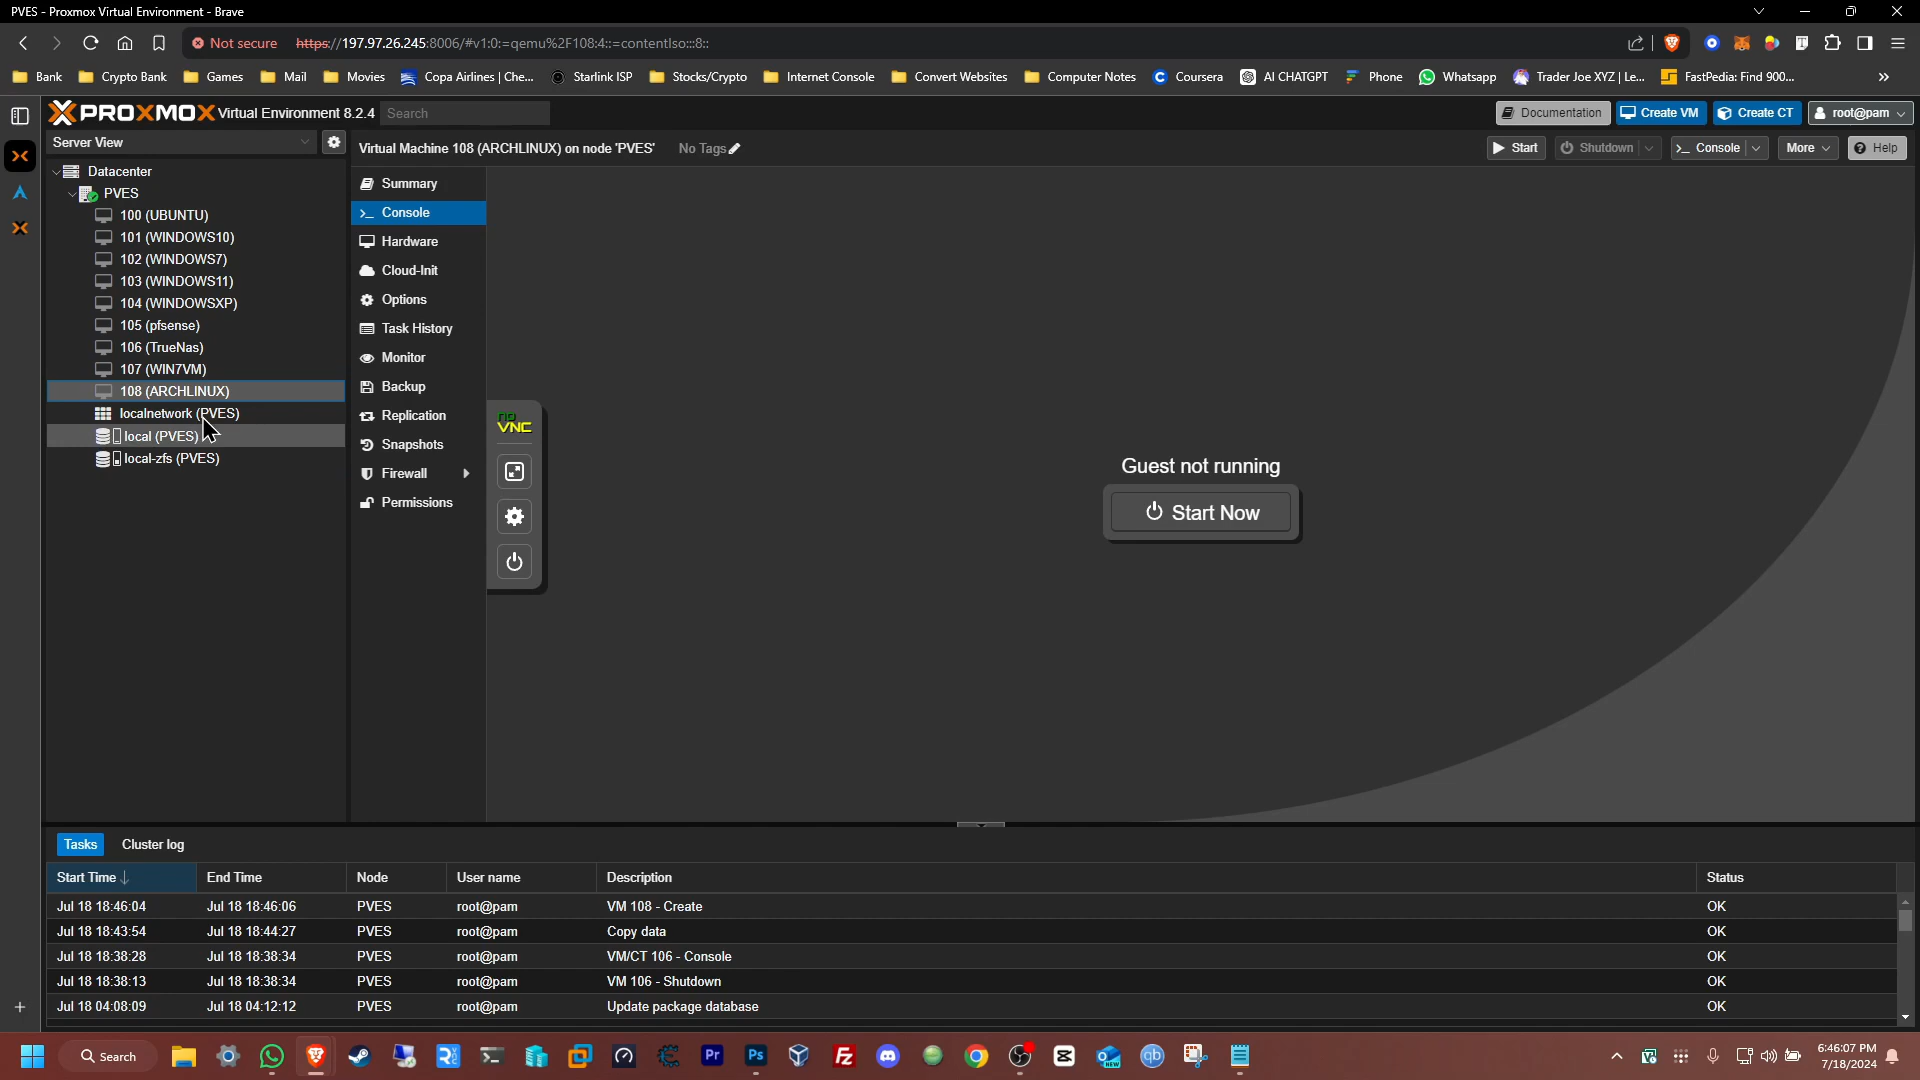 PVES - Proxmox Virtual Environment - Brave
Not secure https://197.97.26.245:8006/#v1:0:=qemu%2F108:4::=contentIso:::8::
Bank Crypto Bank Games Mail Movies Copa Airlines | Che... Starlink ISP Stocks/Crypto Internet Console Convert Websites Computer Notes Coursera AI CHATGPT Phone Whatsapp Trader Joe XYZ | Le... FastPedia: Find 900...
PROXMOX Virtual Environment 8.2.4 Search Documentation Create VM Create CT root@pam
Server View
Virtual Machine 108 (ARCHLINUX) on node 'PVES' No Tags Start Shutdown Console More Help
Datacenter
PVES
100 (UBUNTU)
101 (WINDOWS10)
102 (WINDOWS7)
103 (WINDOWS11)
104 (WINDOWSXP)
105 (pfsense)
106 (TrueNas)
107 (WIN7VM)
108 (ARCHLINUX)
localnetwork (PVES)
local (PVES)
local-zfs (PVES)
Summary
Console
Hardware
Cloud-Init
Options
Task History
Monitor
Backup
Replication
Snapshots
Firewall
Permissions
no
VNC
Guest not running
Start Now
Tasks Cluster log
Start Time End Time Node User name Description Status
Jul 18 18:46:04 Jul 18 18:46:06 PVES root@pam VM 108 - Create OK
Jul 18 18:43:54 Jul 18 18:44:27 PVES root@pam Copy data OK
Jul 18 18:38:28 Jul 18 18:38:34 PVES root@pam VM/CT 106 - Console OK
Jul 18 18:38:13 Jul 18 18:38:34 PVES root@pam VM 106 - Shutdown OK
Jul 18 04:08:09 Jul 18 04:12:12 PVES root@pam Update package database OK
Search
Pr
Ps
Fz
NEW
qb
6:46:07 PM
7/18/2024